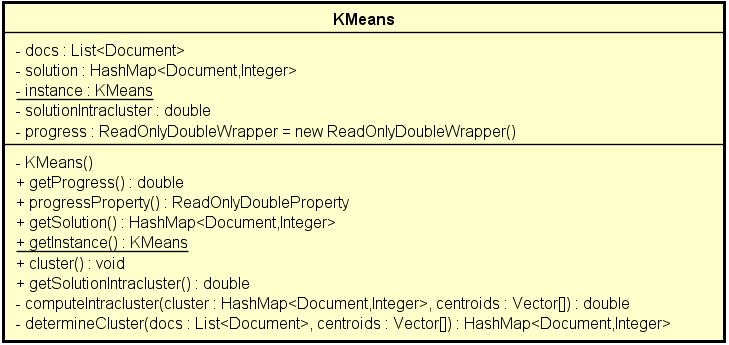 KMeans
- docs : List<Document>
- solution : HashMap<Document,Integer>
- instance : KMeans
- solutionIntracluster : double
- progress : ReadOnlyDoubleWrapper = new ReadOnlyDoubleWrapper()
- KMeans()
+ getProgress() : double
+ progressProperty() : ReadOnlyDoubleProperty
+ getSolution() : HashMap<Document,Integer>
+ getInstance() : KMeans
+ cluster() : void
+ getSolutionIntracluster() : double
- computeIntracluster(cluster : HashMap<Document,Integer>, centroids : Vector[]) : double
- determineCluster(docs : List<Document>, centroids : Vector[]) : HashMap<Document,Integer>